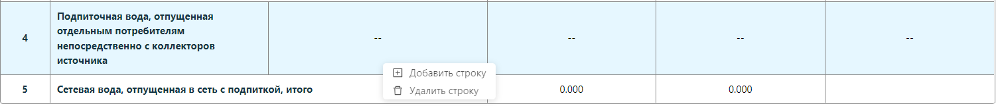 4
Подпиточная вода, отпущенная
отдельным потребителям
непосредственно с коллекторов
источника
-- -- -- --
Добавить строку
Удалить строку
5 Сетевая вода, отпущенная в сеть с подпиткой, итого 0.000 0.000